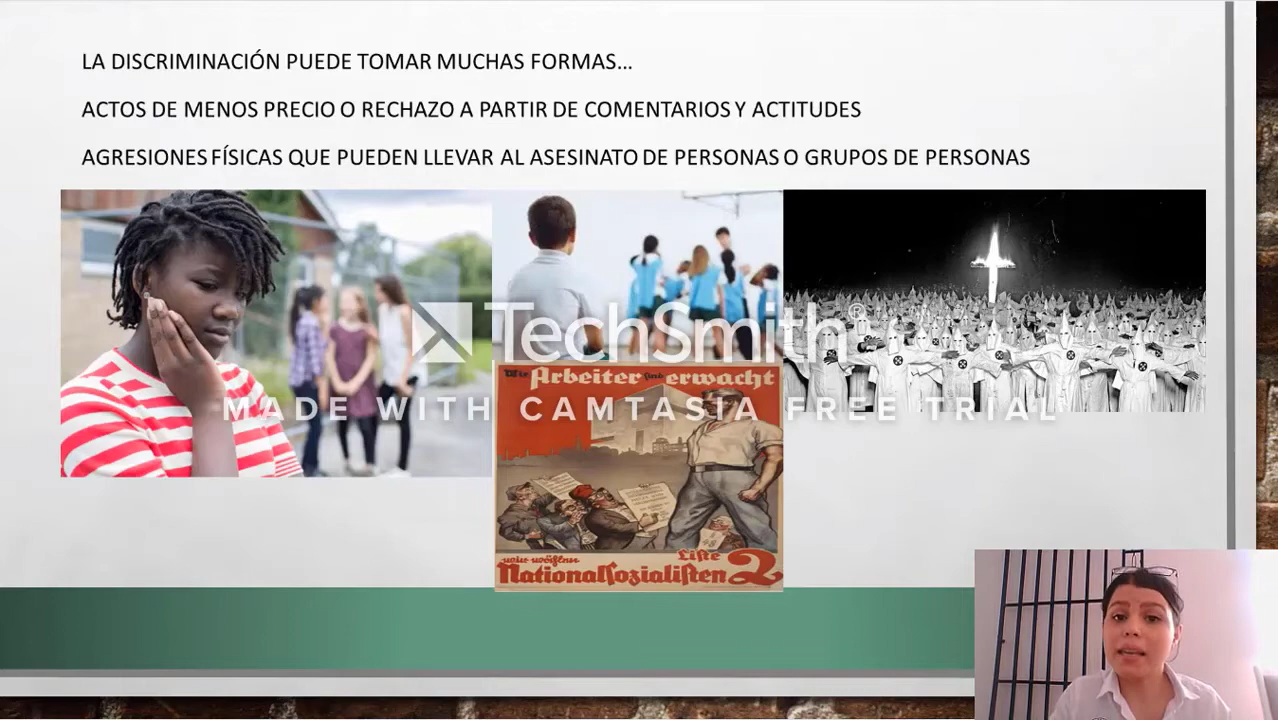 LA DISCRIMINACIÓN PUEDE TOMAR MUCHAS FORMAS...
ACTOS DE MENOS PRECIO O RECHAZO A PARTIR DE COMENTARIOS Y ACTITUDES
AGRESIONES FÍSICAS QUE PUEDEN LLEVAR AL ASESINATO DE PERSONAS O GRUPOS DE PERSONAS
TechSmith®
MADE WITH CAMTASIA FREE TRIAL
Arbeiter erwacht
Liste
Nationalsozialisten 2